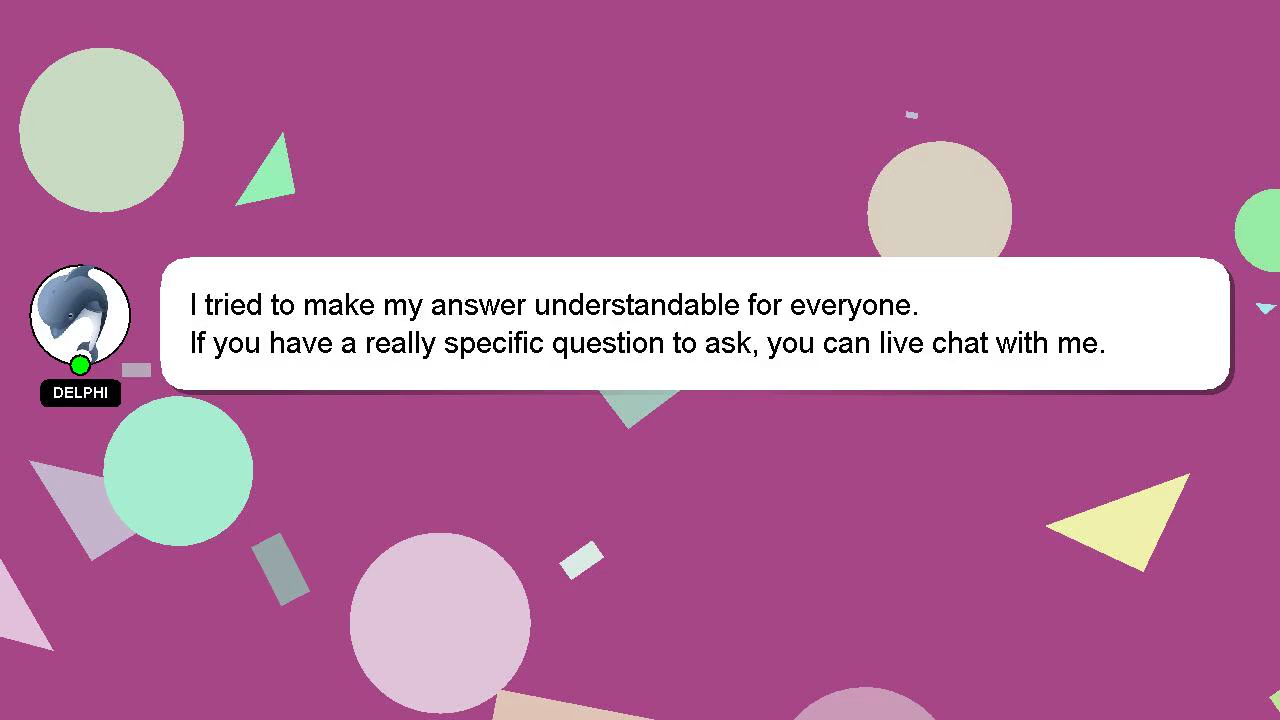 I tried to make my answer understandable for everyone.
If you have a really specific question to ask, you can live chat with me.
DELPHI